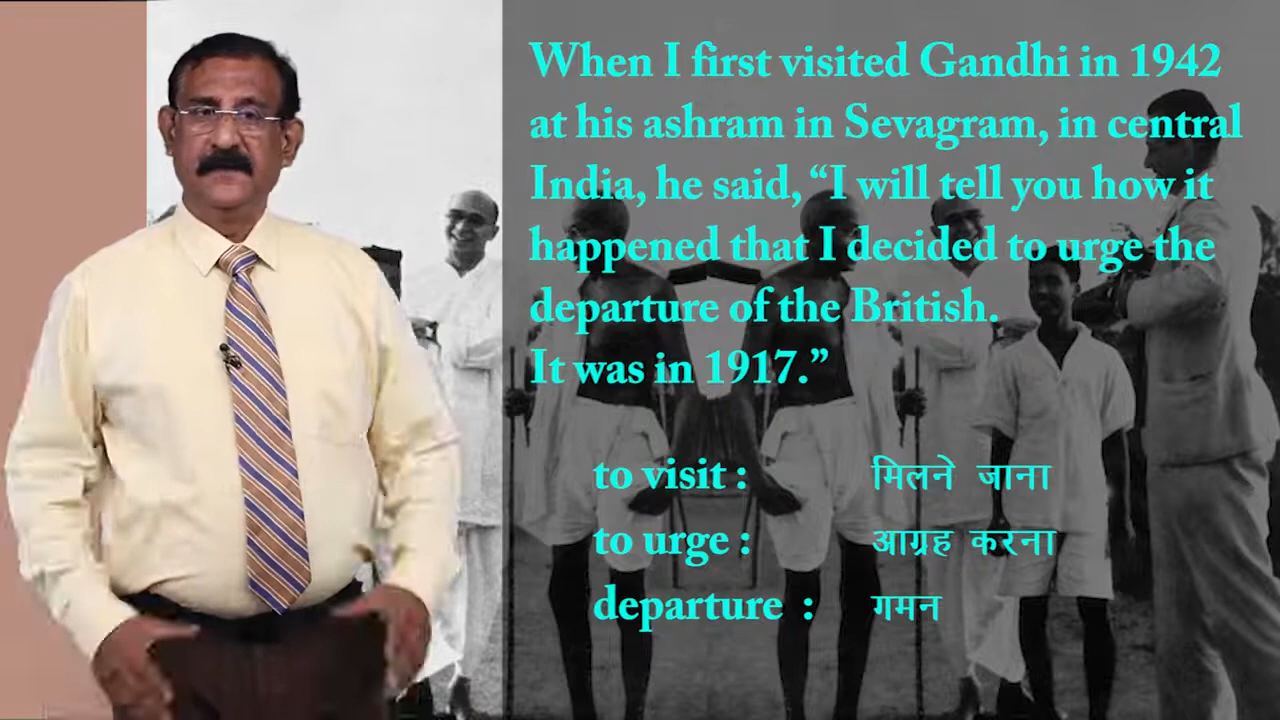 When I first visited Gandhi in 1942
at his ashram in Sevagram, in central
India, he said, “I will tell you how it
happened that I decided to urge the
departure of the British.
It was in 1917.”
to visit : मिलने जाना
to urge : आग्रह करना
departure : गमन